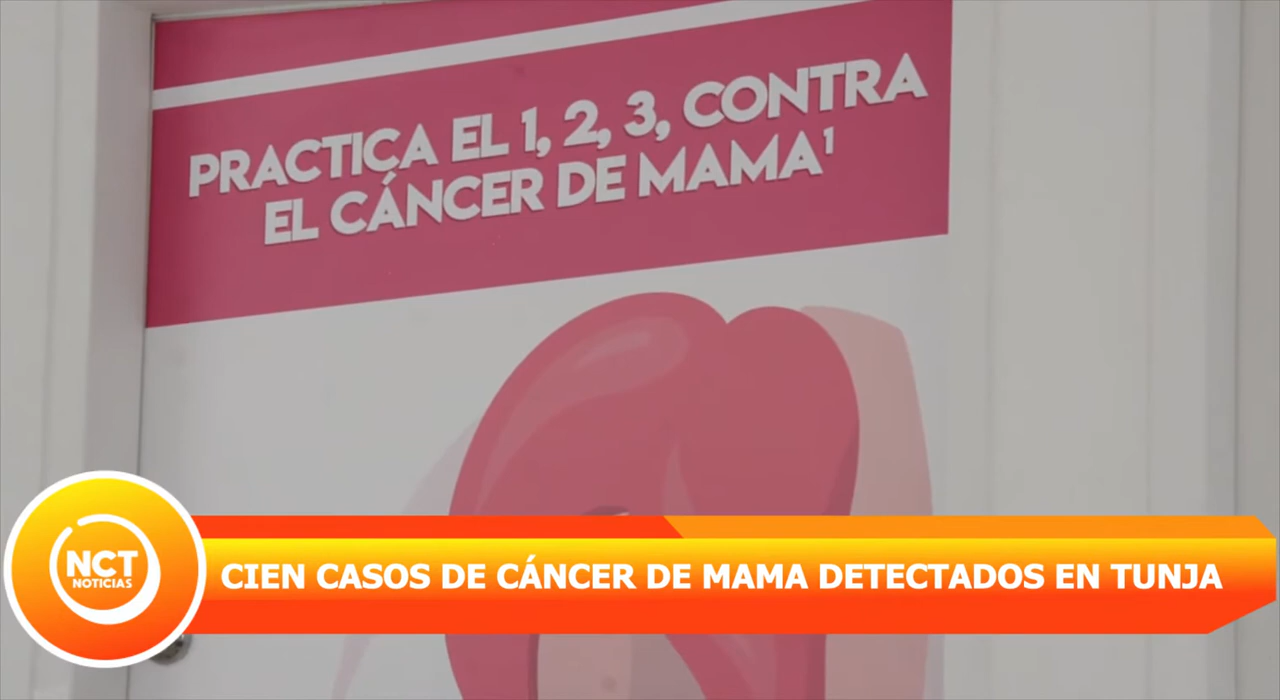 PRACTICA EL 1, 2, 3, CONTRA
EL CÁNCER DE MAMA¹
NCT
NOTICIAS
CIEN CASOS DE CÁNCER DE MAMA DETECTADOS EN TUNJA